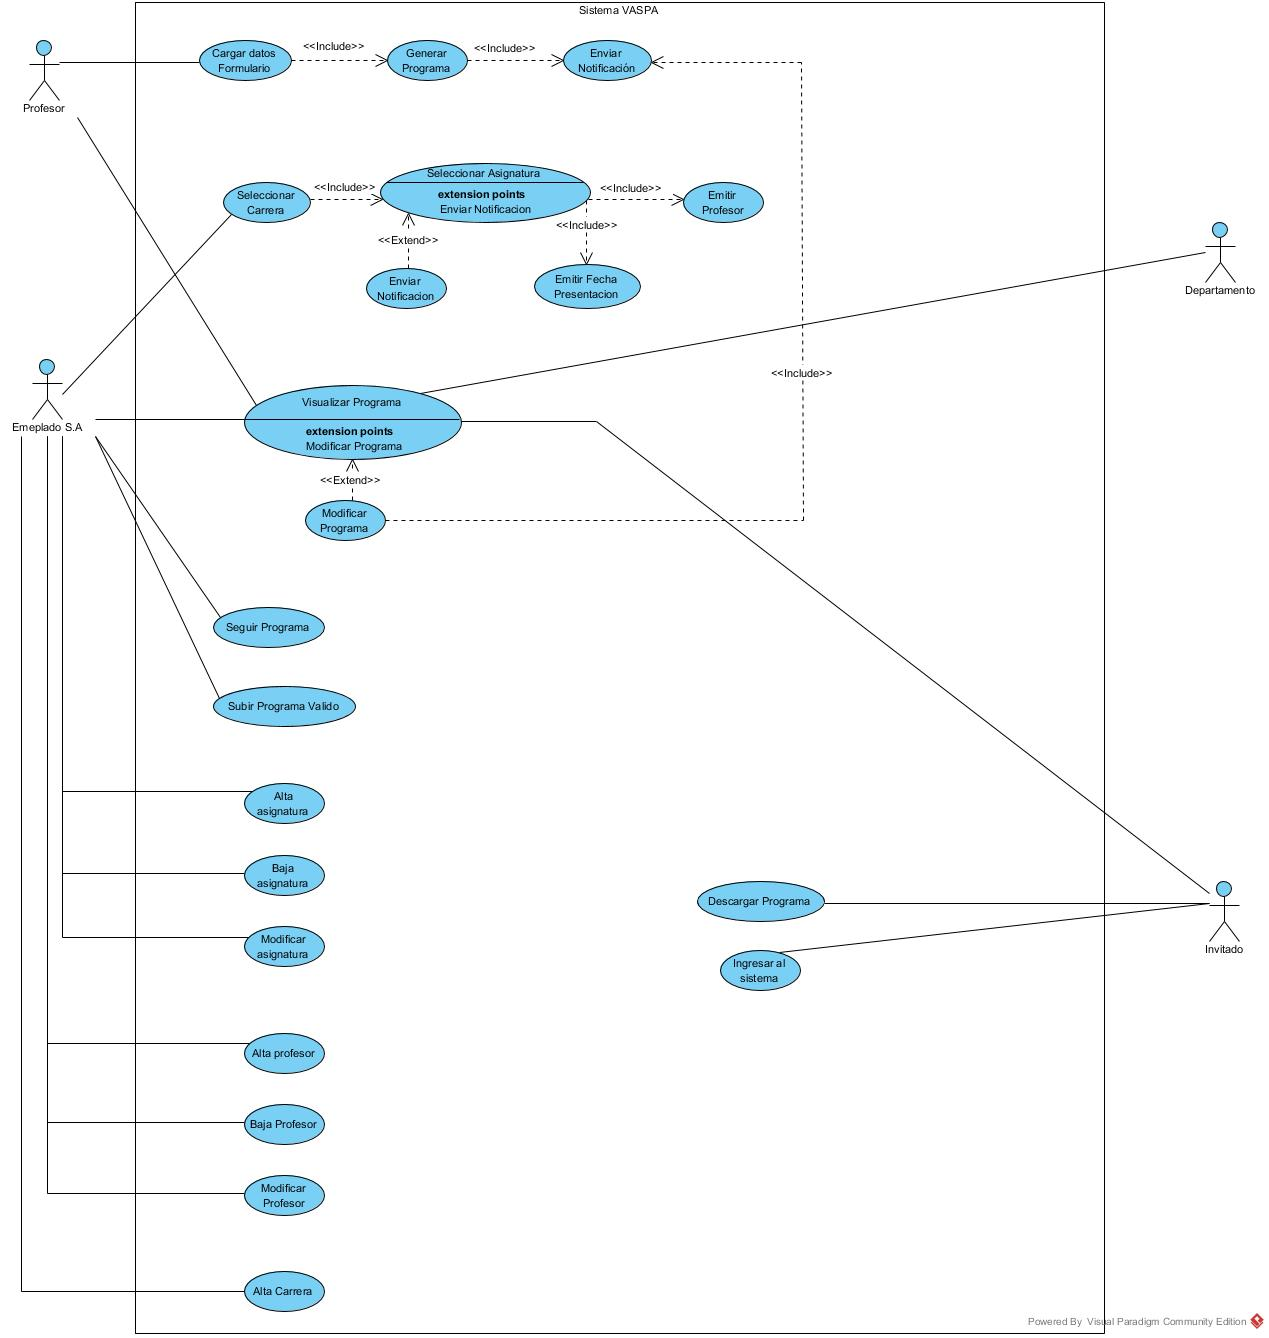 Sistema VASPA
Cargar datos
Formulario
<<Include>>
Generar
Programa
<<Include>>
Enviar
Notificación
Profesor
Seleccionar
Carrera
<<Include>>
Seleccionar Asignatura
extension points
Enviar Notificacion
<<Include>>
Emitir
Profesor
<<Include>>
<<Extend>>
Enviar
Notificacion
Emitir Fecha
Presentacion
Departamento
<<Include>>
Emeplado S.A
Visualizar Programa
extension points
Modificar Programa
<<Extend>>
Modificar
Programa
Seguir Programa
Subir Programa Valido
Alta
asignatura
Baja
asignatura
Modificar
asignatura
Descargar Programa
Ingresar al
sistema
Invitado
Alta profesor
Baja Profesor
Modificar
Profesor
Alta Carrera
Powered By Visual Paradigm Community Edition